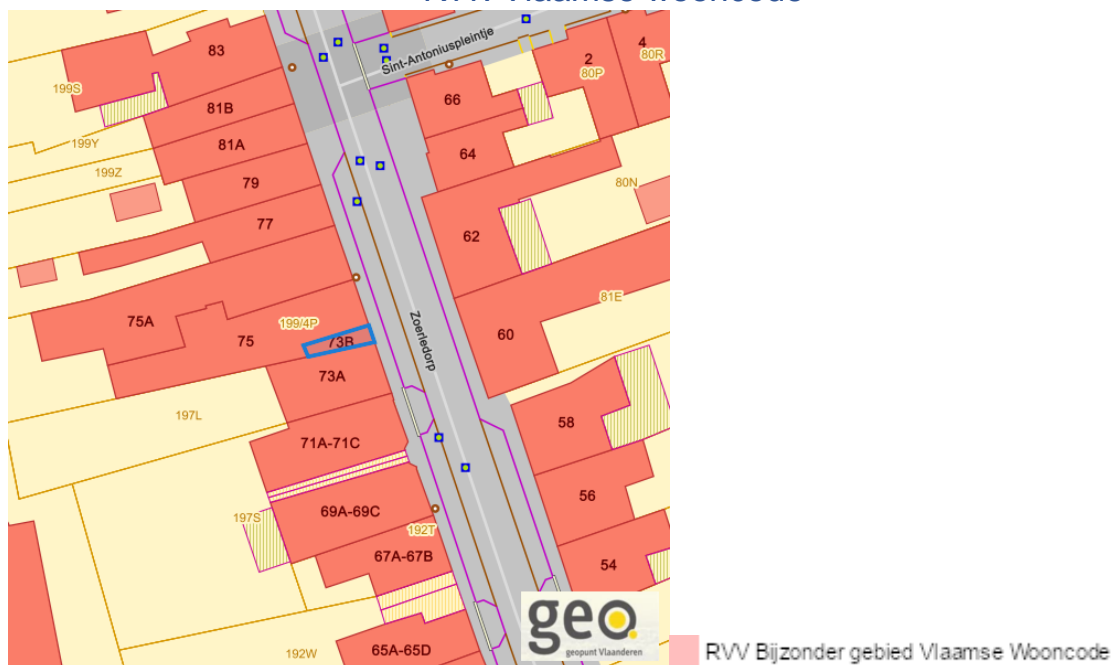 RVV Vlaamse Wooncode
83
199S
81B
81A
199Y
199Z
79
77
75A
75
199/4P
73B
73A
197L
71A-71C
69A-69C
197S
192T
67A-67B
192W
65A-65D
Sint-Antoniuspleintje
Zoerledorp
66
64
2
80P
4
80R
80N
62
81E
60
58
56
54
geo.
geopunt Vlaanderen
RVV Bijzonder gebied Vlaamse Wooncode